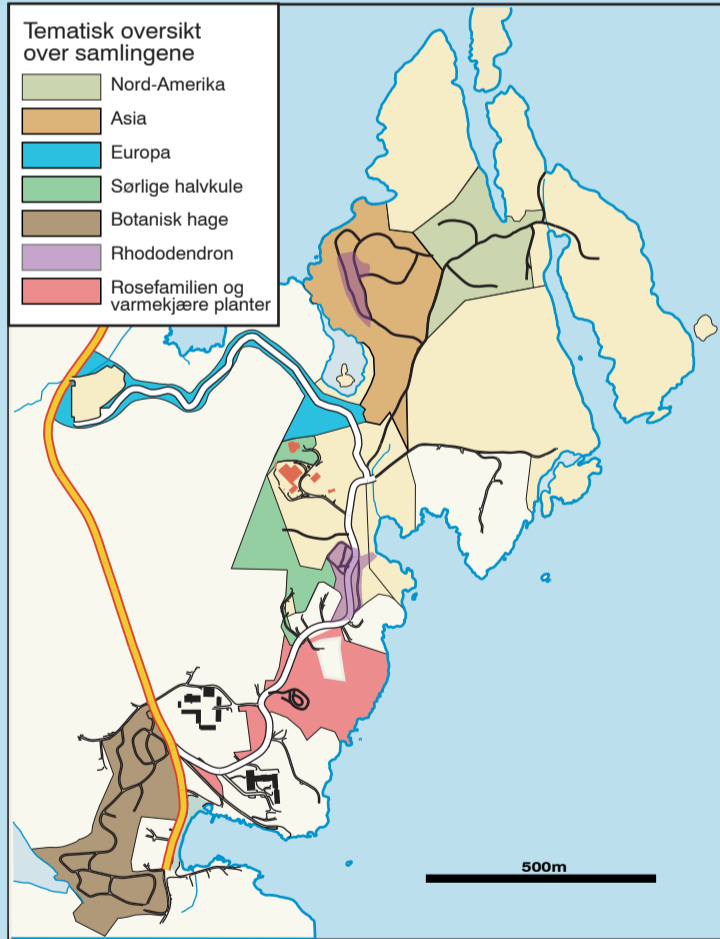 Tematisk oversikt
over samlingene
Nord-Amerika
Asia
Europa
Sørlige halvkule
Botanisk hage
Rhododendron
Rosefamilien og
varmekjære planter
500m